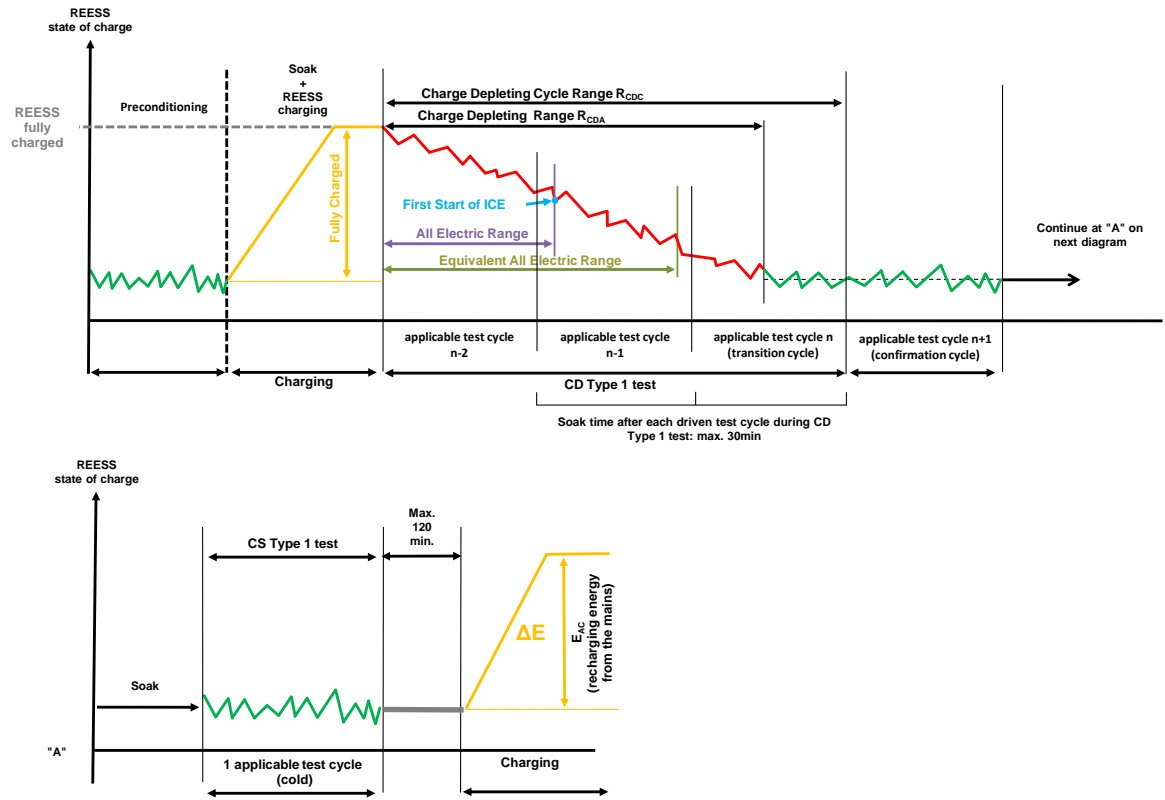 REESS
state of charge
Soak
+
REESS
charging
Preconditioning
REESS
fully
charged
Charge Depleting Cycle Range RCDC
Charge Depleting Range RCDA
Fully Charged
First Start of ICE
All Electric Range
Equivalent All Electric Range
Continue at "A" on
next diagram
applicable test cycle
n-2
applicable test cycle
n-1
applicable test cycle n
(transition cycle)
applicable test cycle n+1
(confirmation cycle)
Charging
CD Type 1 test
Soak time after each driven test cycle during CD
Type 1 test: max. 30min
REESS
state of charge
CS Type 1 test
Max.
120
min.
ΔE
EAC
(recharging energy
from the mains)
Soak
"A"
1 applicable test cycle
(cold)
Charging